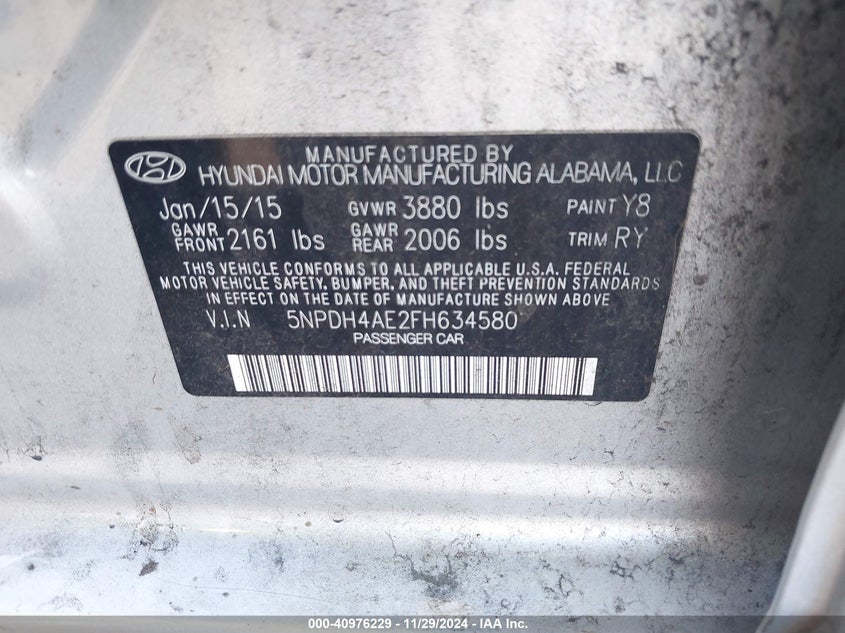 MANUFACTURED BY
HYUNDAI MOTOR MANUFACTURING ALABAMA, LLC
Jan/15/15 GVWR 3880 lbs PAINT Y8
GAWR FRONT 2161 lbs GAWR REAR 2006 lbs TRIM RY
THIS VEHICLE CONFORMS TO ALL APPLICABLE U.S.A. FEDERAL
MOTOR VEHICLE SAFETY, BUMPER, AND THEFT PREVENTION STANDARDS
IN EFFECT ON THE DATE OF MANUFACTURE SHOWN ABOVE.
V.I.N 5NPDH4AE2FH634580
PASSENGER CAR
000-40976229 - 11/29/2024 - IAA Inc.